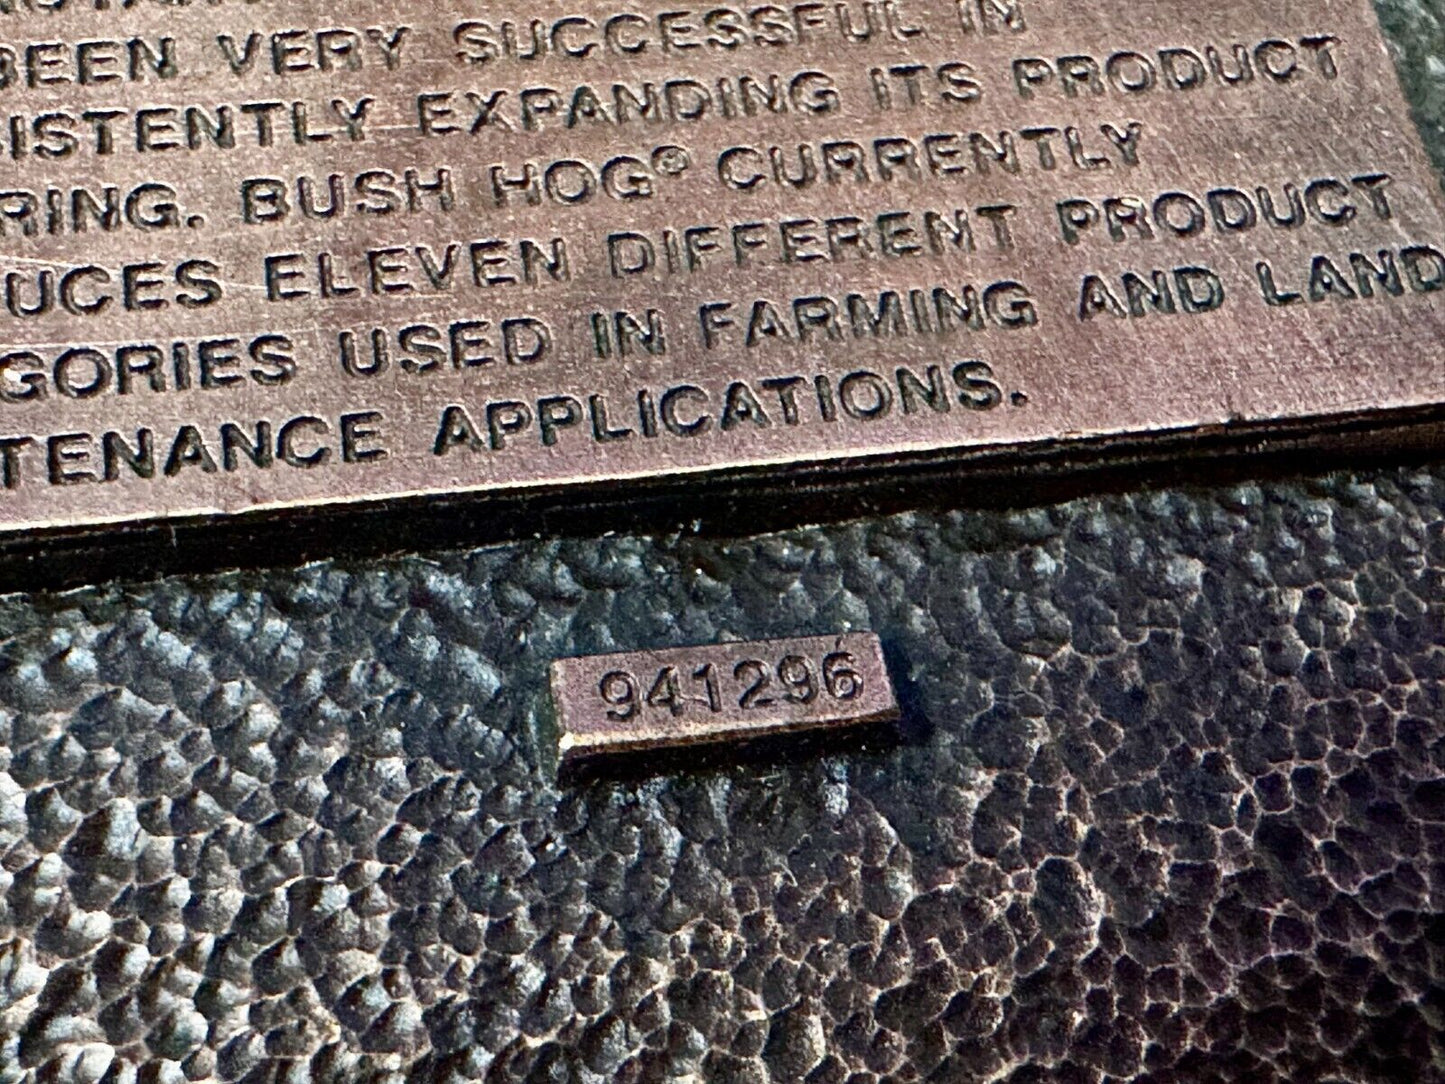 BEEN VERY SUCCESSFUL IN
ISTENTLY EXPANDING ITS PRODUCT
RING. BUSH HOG® CURRENTLY
UCES ELEVEN DIFFERENT PRODUCT
GORIES USED IN FARMING AND LAND
TENANCE APPLICATIONS.
941296